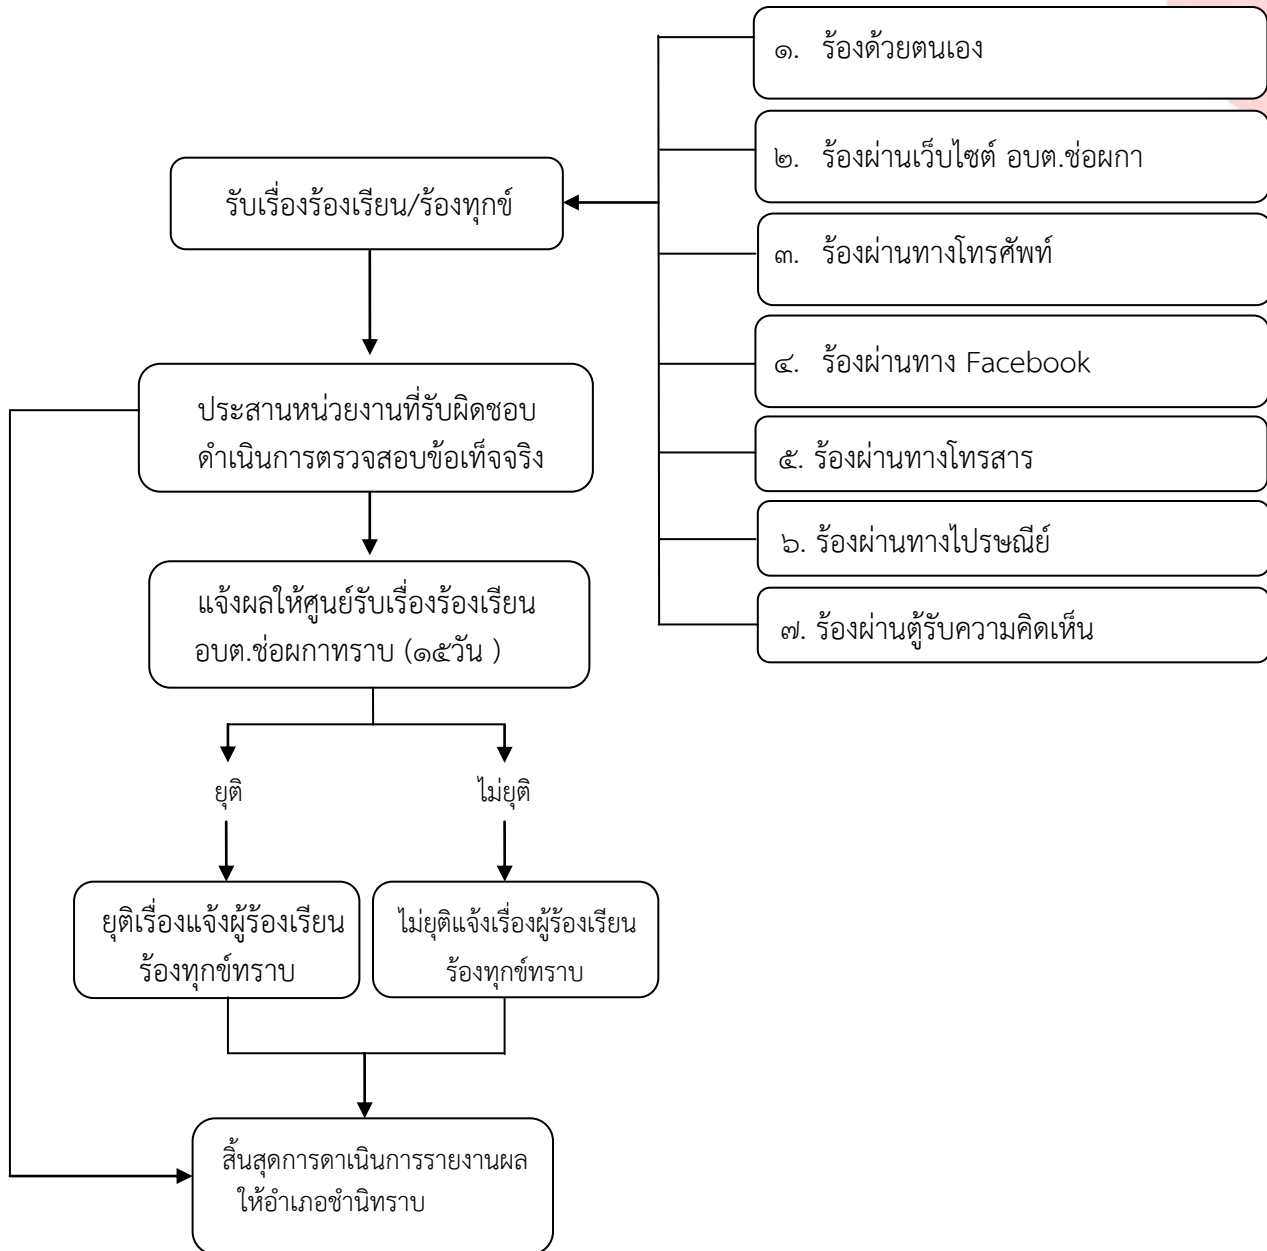 ๑. ร้องด้วยตนเอง
๒. ร้องผ่านเว็บไซต์ อบต.ช่อผกา
รับเรื่องร้องเรียน/ร้องทุกข์
๓. ร้องผ่านทางโทรศัพท์
๔. ร้องผ่านทาง Facebook
ประสานหน่วยงานที่รับผิดชอบ
ดำเนินการตรวจสอบข้อเท็จจริง
๕. ร้องผ่านทางโทรสาร
๖. ร้องผ่านทางไปรษณีย์
แจ้งผลให้ศูนย์รับเรื่องร้องเรียน
อบต.ช่อผกาทราบ (๑๕วัน )
๗. ร้องผ่านตู้รับความคิดเห็น
ยุติ
ไม่ยุติ
ยุติเรื่องแจ้งผู้ร้องเรียน
ร้องทุกข์ทราบ
ไม่ยุติแจ้งเรื่องผู้ร้องเรียน
ร้องทุกข์ทราบ
สิ้นสุดการดาเนินการรายงานผล
ให้อำเภอชำนิทราบ